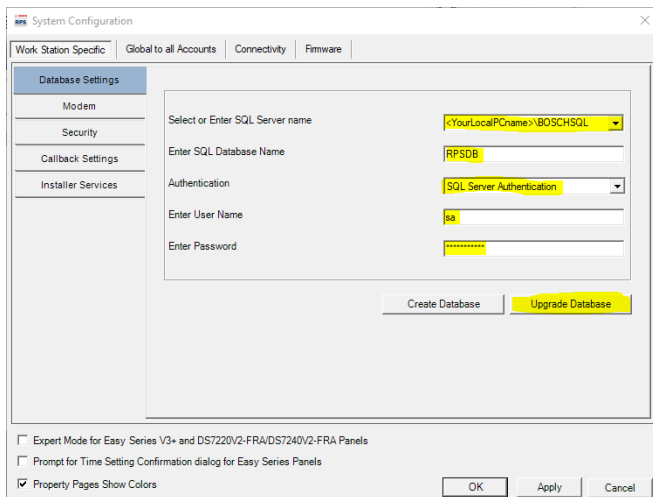 RPS System Configuration
Work Station Specific Global to all Accounts Connectivity Firmware
Database Settings
Modem
Security
Callback Settings
Installer Services
Select or Enter SQL Server name <YourLocalPCname>\BOSCHSQL
Enter SQL Database Name RPSDB
Authentication SQL Server Authentication
Enter User Name sa
Enter Password ***********
Create Database Upgrade Database
Expert Mode for Easy Series V3+ and DS7220V2-FRA/DS7240V2-FRA Panels
Prompt for Time Setting Confirmation dialog for Easy Series Panels
Property Pages Show Colors
OK Apply Cancel